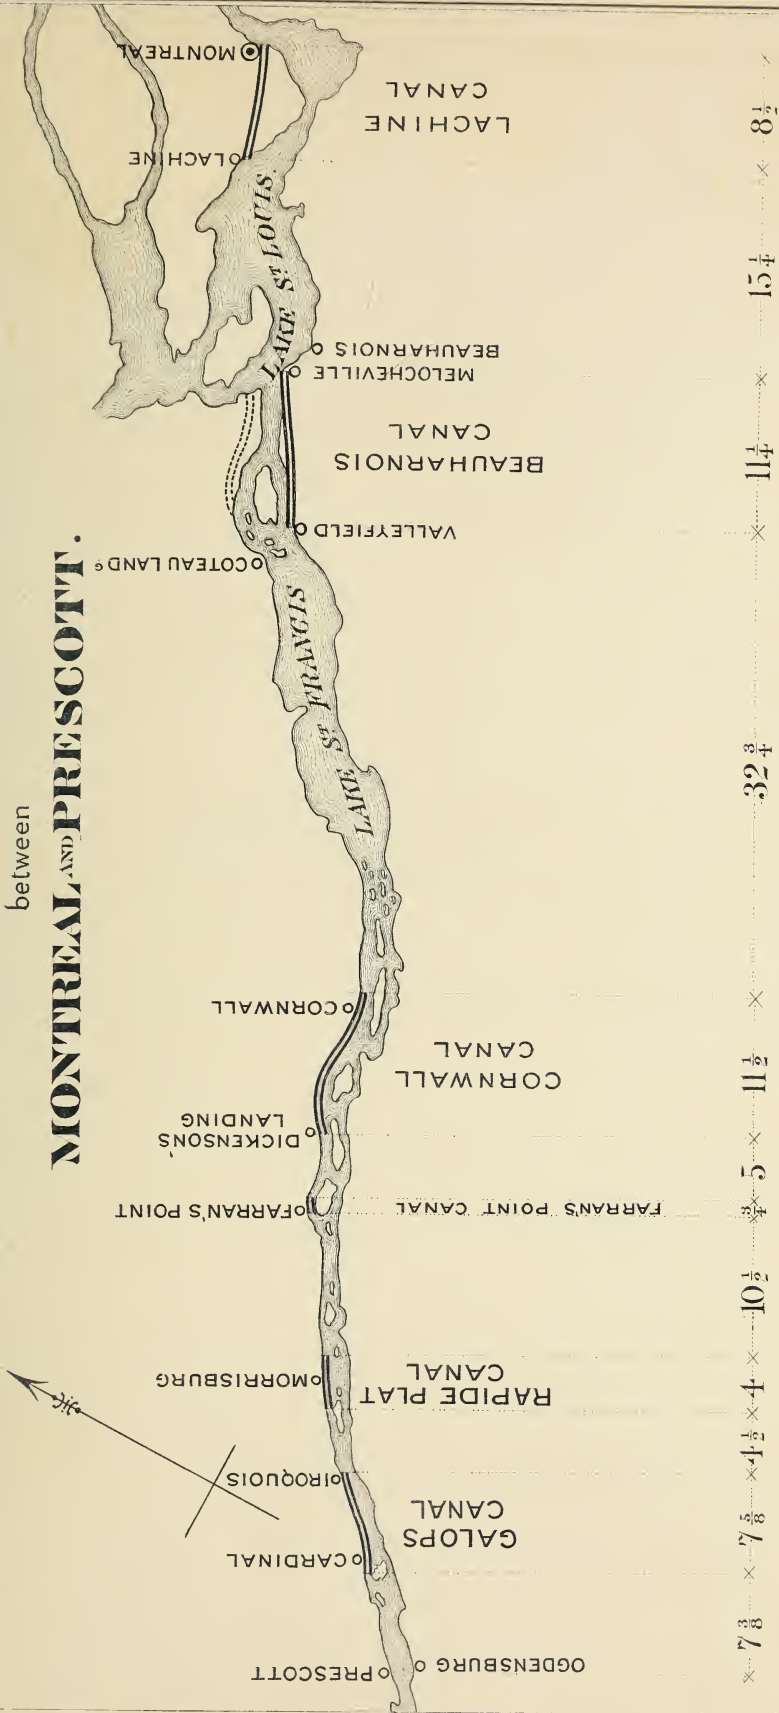 between
MONTREAL AND PRESCOTT.
MONTREAL
LACHINE
LACHINE
CANAL
LAKE ST. LOUIS.
BEAUHARNOIS
MELOCHEVILLE
BEAUHARNOIS
CANAL
VALLEYFIELD
COTEAU LANDG
LAKE ST. FRANCIS
CORNWALL
CORNWALL
CANAL
DICKENSON'S
LANDING
FARRAN'S POINT
FARRAN'S POINT CANAL
MORRISBURG
RAPIDE PLAT
CANAL
IROQUOIS
GALOPS
CANAL
CARDINAL
PRESCOTT
OGDENSBURG
7 3/8
7 5/8
4 1/2
4
10 1/2
3/4
5
11 1/2
32 3/4
11 1/4
15 1/4
8 1/2